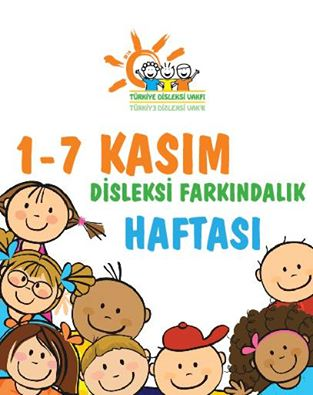 TÜRKİYE DİSLEKSİ VAKFI
1-7 KASIM
DİSLEKSİ FARKINDALIK
HAFTASI